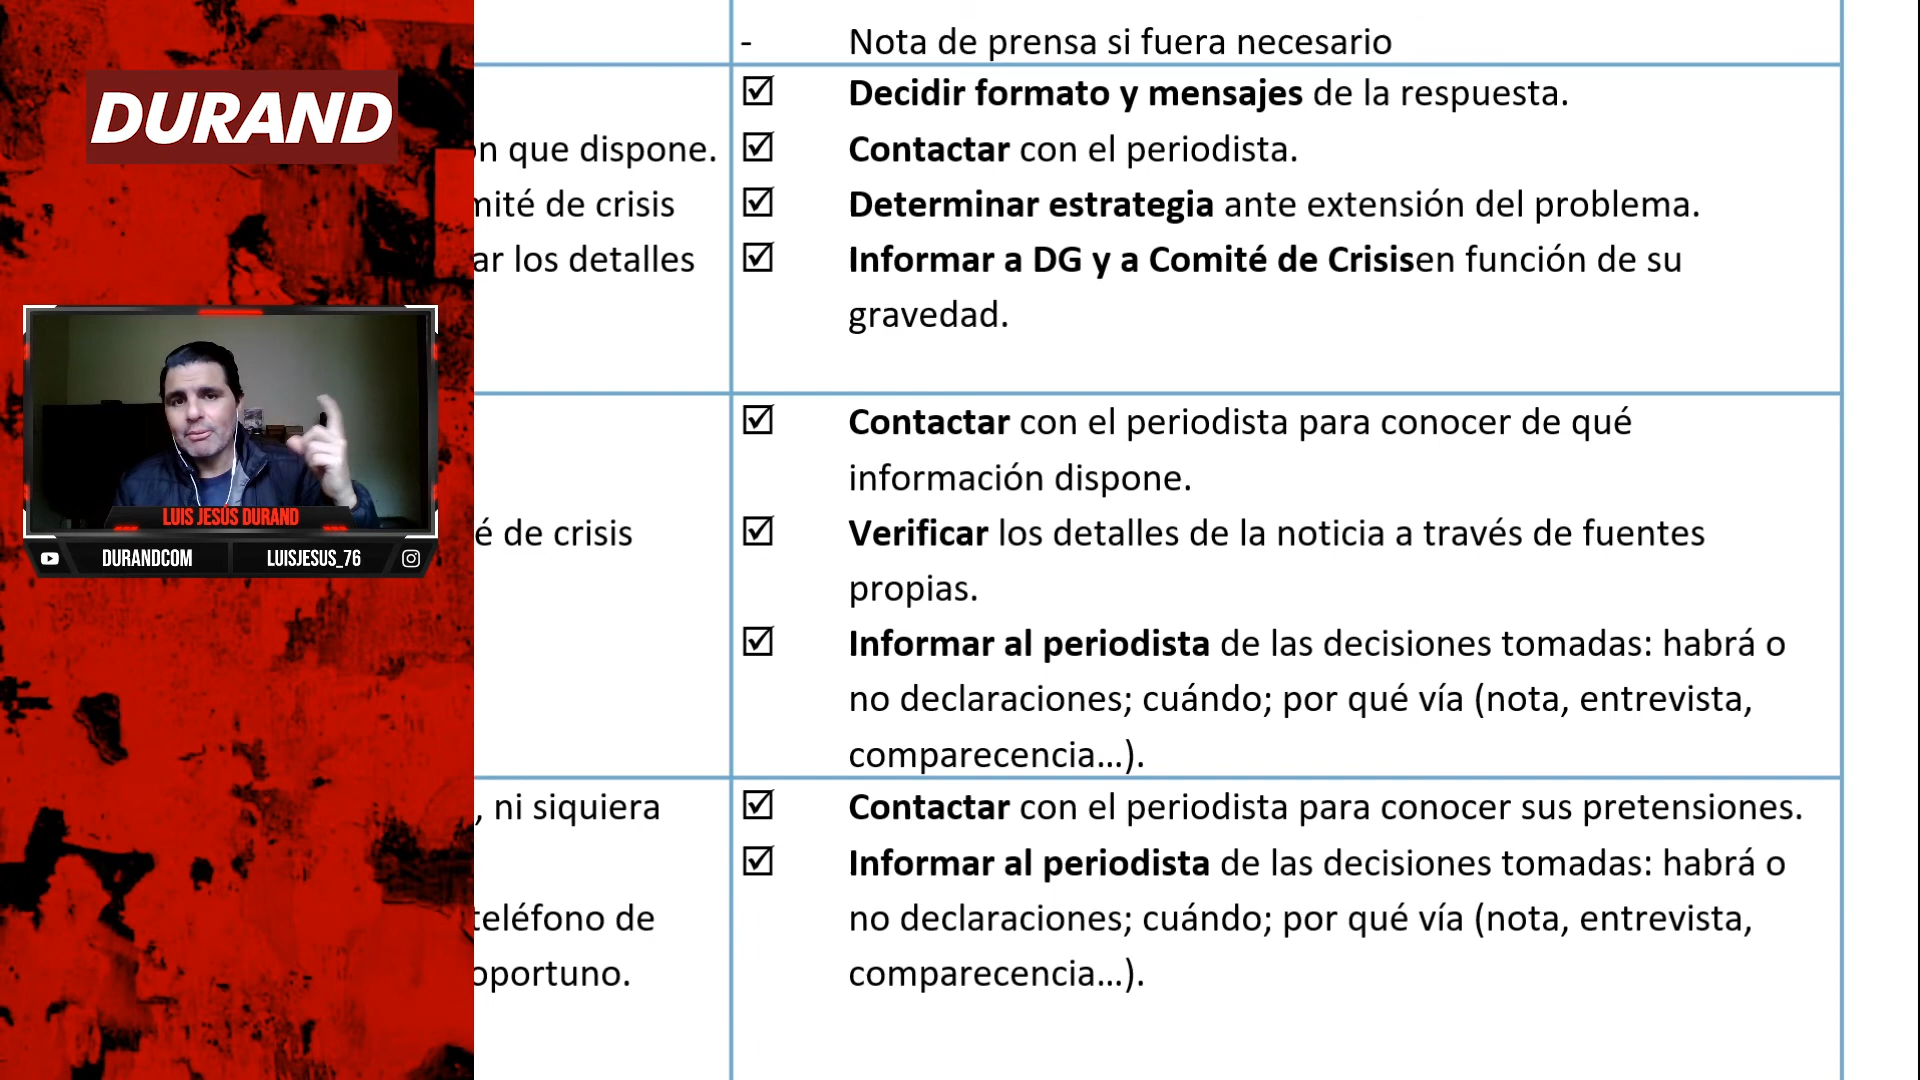 DURAND
LUIS JESÚS DURAND
DURANDCOM
LUISJESUS_76
n que dispone.
mité de crisis
ar los detalles
é de crisis
, ni siquiera
teléfono de
oportuno.
- Nota de prensa si fuera necesario
Decidir formato y mensajes de la respuesta.
Contactar con el periodista.
Determinar estrategia ante extensión del problema.
Informar a DG y a Comité de Crisisen función de su
gravedad.
Contactar con el periodista para conocer de qué
información dispone.
Verificar los detalles de la noticia a través de fuentes
propias.
Informar al periodista de las decisiones tomadas: habrá o
no declaraciones; cuándo; por qué vía (nota, entrevista,
comparecencia...).
Contactar con el periodista para conocer sus pretensiones.
Informar al periodista de las decisiones tomadas: habrá o
no declaraciones; cuándo; por qué vía (nota, entrevista,
comparecencia...).